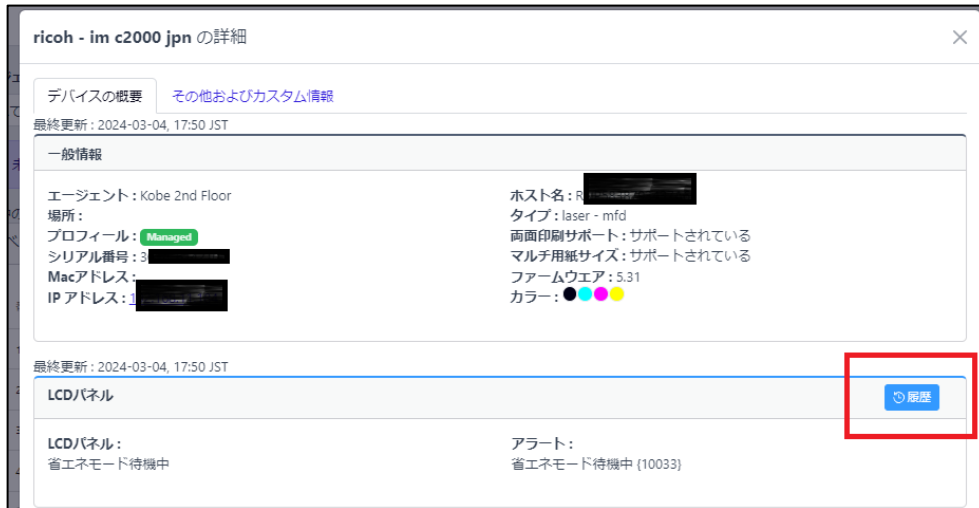 ricoh - im c2000 jpn の詳細
デバイスの概要
その他およびカスタム情報
最終更新 : 2024-03-04, 17:50 JST
一般情報
エージェント : Kobe 2nd Floor
場所 :
プロフィール : Managed
シリアル番号 :
Macアドレス :
IP アドレス :
ホスト名 :
タイプ : laser - mfd
両面印刷サポート : サポートされている
マルチ用紙サイズ : サポートされている
ファームウェア : 5.31
カラー :
最終更新 : 2024-03-04, 17:50 JST
LCDパネル
履歴
LCDパネル :
省エネモード待機中
アラート :
省エネモード待機中 {10033}